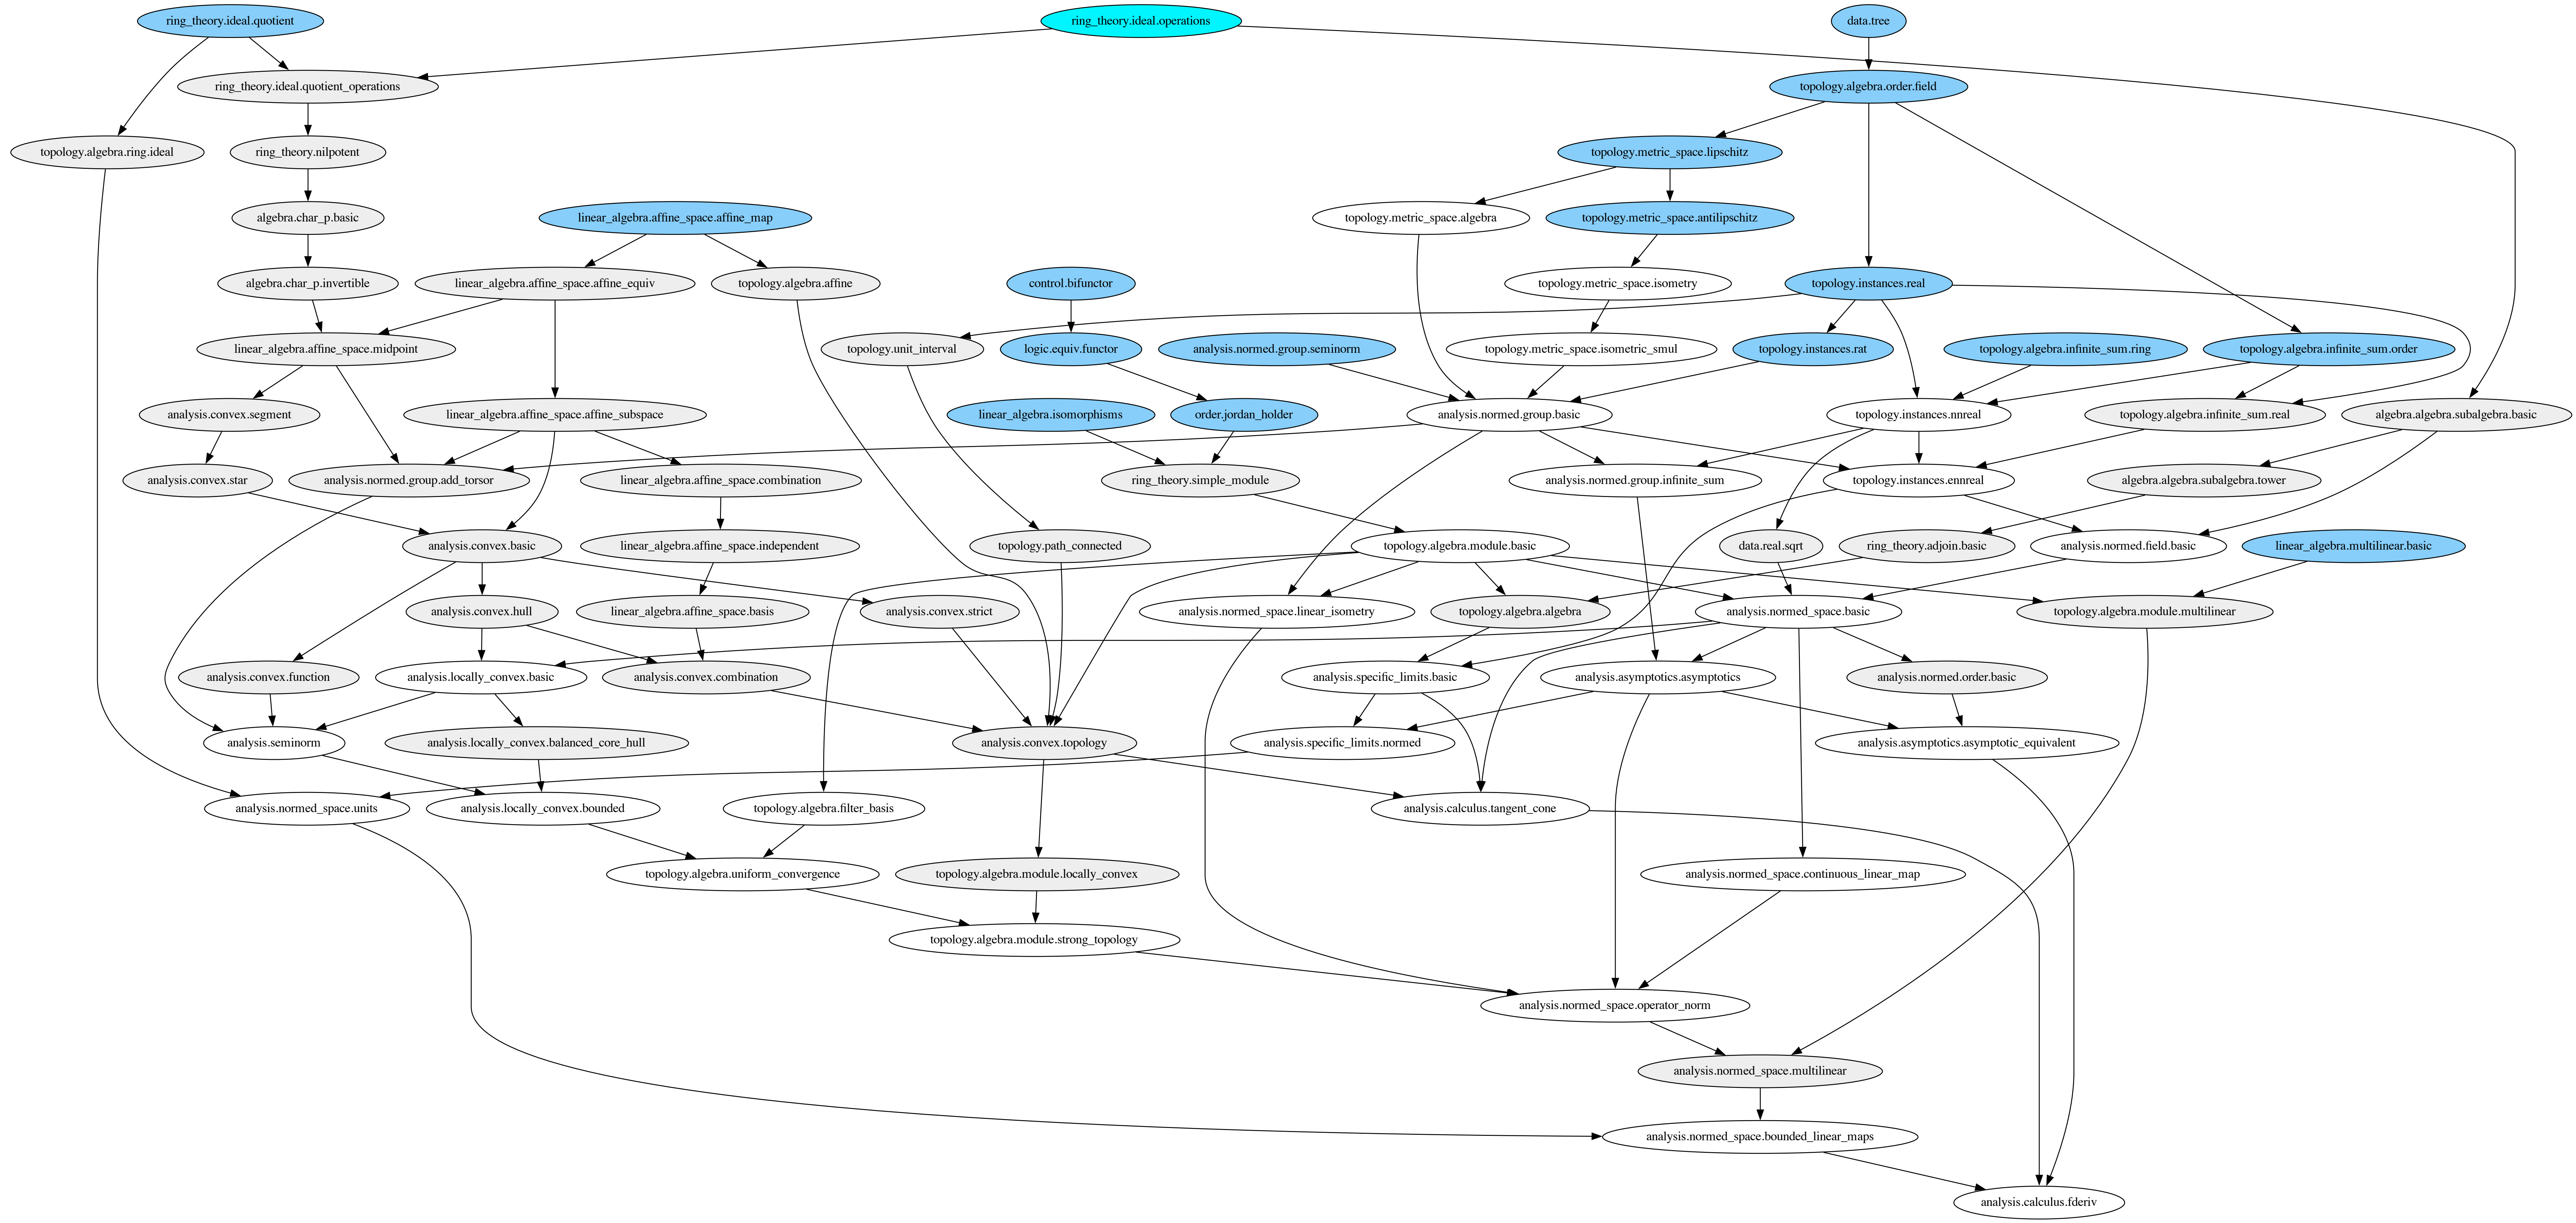 ring_theory.ideal.quotient
ring_theory.ideal.operations
data.tree
ring_theory.ideal.quotient_operations
topology.algebra.order.field
topology.algebra.ring.ideal
ring_theory.nilpotent
topology.metric_space.lipschitz
algebra.char_p.basic
linear_algebra.affine_space.affine_map
topology.metric_space.algebra
topology.metric_space.antilipschitz
algebra.char_p.invertible
linear_algebra.affine_space.affine_equiv
topology.algebra.affine
control.bifunctor
topology.metric_space.isometry
topology.instances.real
linear_algebra.affine_space.midpoint
topology.unit_interval
logic.equiv.functor
analysis.normed.group.seminorm
topology.metric_space.isometric_smul
topology.instances.rat
topology.algebra.infinite_sum.ring
topology.algebra.infinite_sum.order
analysis.convex.segment
linear_algebra.affine_space.affine_subspace
linear_algebra.isomorphisms
order.jordan_holder
analysis.normed.group.basic
topology.instances.nnreal
topology.algebra.infinite_sum.real
algebra.algebra.subalgebra.basic
analysis.convex.star
analysis.normed.group.add_torsor
linear_algebra.affine_space.combination
ring_theory.simple_module
analysis.normed.group.infinite_sum
topology.instances.ennreal
algebra.algebra.subalgebra.tower
analysis.convex.basic
linear_algebra.affine_space.independent
topology.path_connected
topology.algebra.module.basic
data.real.sqrt
ring_theory.adjoin.basic
analysis.normed.field.basic
linear_algebra.multilinear.basic
analysis.convex.hull
linear_algebra.affine_space.basis
analysis.convex.strict
analysis.normed_space.linear_isometry
topology.algebra.algebra
analysis.normed_space.basic
topology.algebra.module.multilinear
analysis.convex.function
analysis.locally_convex.basic
analysis.convex.combination
analysis.specific_limits.basic
analysis.asymptotics.asymptotics
analysis.normed.order.basic
analysis.seminorm
analysis.locally_convex.balanced_core_hull
analysis.convex.topology
analysis.specific_limits.normed
analysis.asymptotics.asymptotic_equivalent
analysis.normed_space.units
analysis.locally_convex.bounded
topology.algebra.filter_basis
analysis.calculus.tangent_cone
topology.algebra.uniform_convergence
topology.algebra.module.locally_convex
analysis.normed_space.continuous_linear_map
topology.algebra.module.strong_topology
analysis.normed_space.operator_norm
analysis.normed_space.multilinear
analysis.normed_space.bounded_linear_maps
analysis.calculus.fderiv